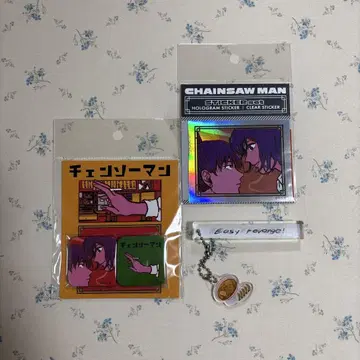 CHAINSAW MAN
STICKER set
HOLOGRAM STICKER / CLEAR STICKER
チェンソーマン
チェンソーマン
Easy revenge!